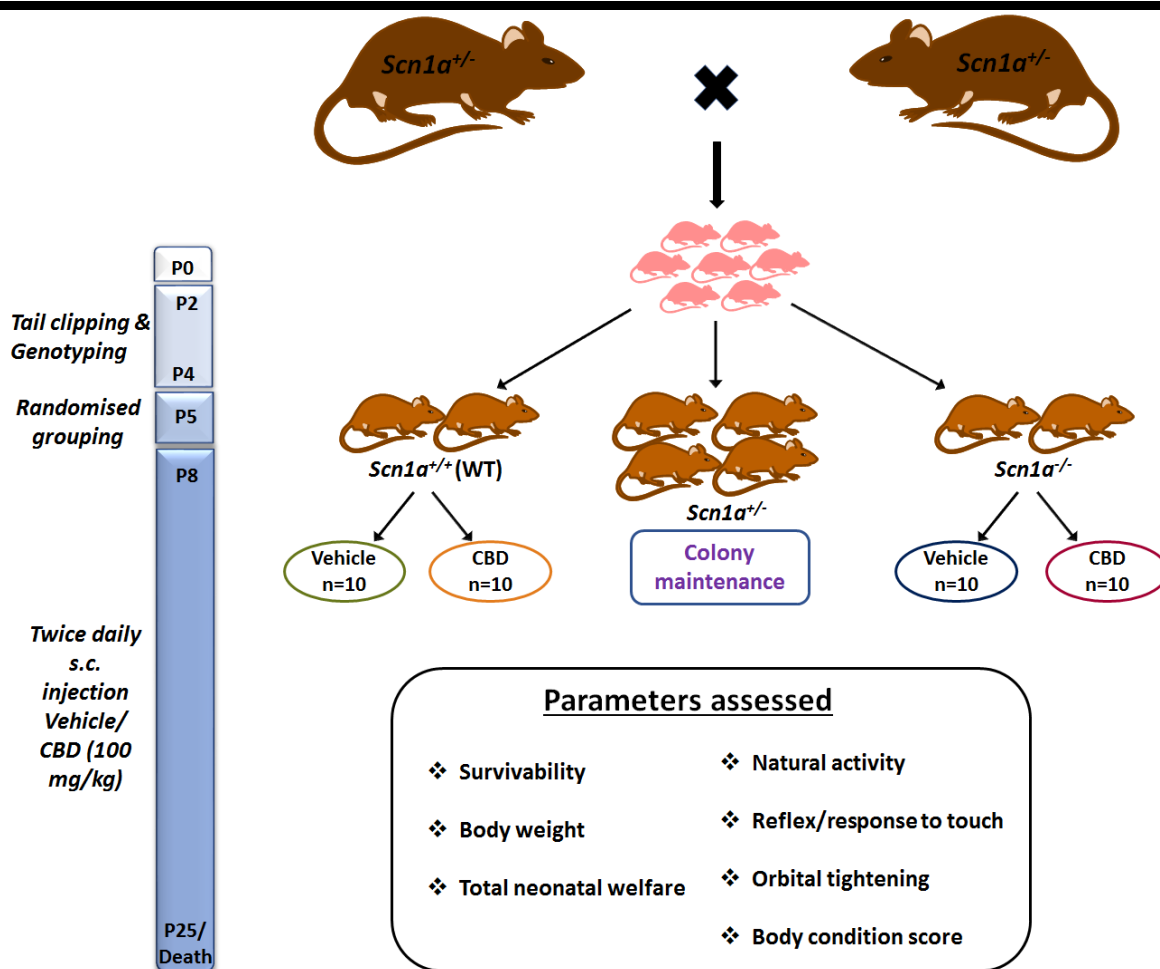 Scn1a+/-
Scn1a+/-
P0
Tail clipping &
Genotyping
P2
P4
Randomised
grouping
P5
P8
Twice daily
s.c.
injection
Vehicle/
CBD (100
mg/kg)
P25/
Death
Scn1a+/+ (WT)
Scn1a+/-
Scn1a-/-
Vehicle
n=10
CBD
n=10
Colony
maintenance
Vehicle
n=10
CBD
n=10
Parameters assessed
❖ Survivability
❖ Body weight
❖ Total neonatal welfare
❖ Natural activity
❖ Reflex/response to touch
❖ Orbital tightening
❖ Body condition score